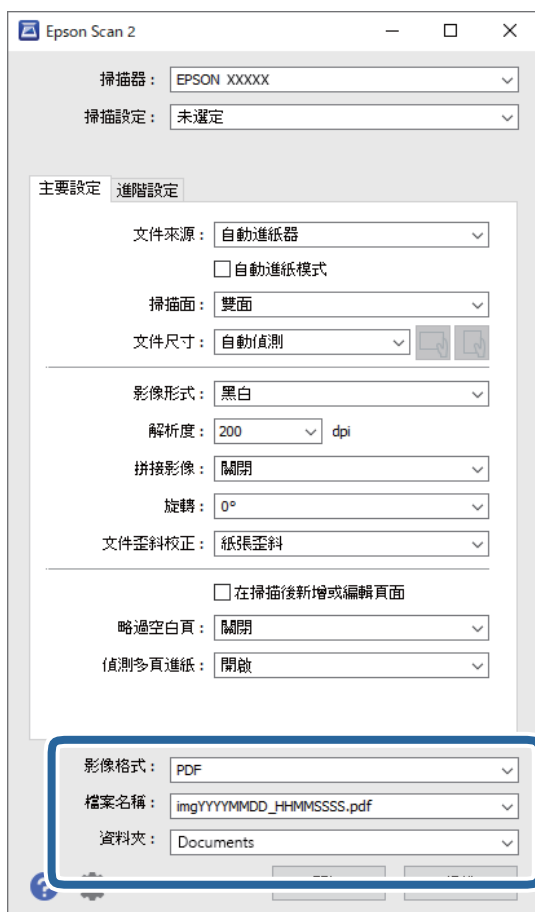 Epson Scan 2
掃描器： EPSON XXXXX
掃描設定： 未選定
主要設定 進階設定
文件來源： 自動進紙器
自動進紙模式
掃描面： 雙面
文件尺寸： 自動偵測
影像形式： 黑白
解析度： 200 dpi
拼接影像： 關閉
旋轉： 0°
文件歪斜校正： 紙張歪斜
在掃描後新增或編輯頁面
略過空白頁： 關閉
偵測多頁進紙： 開啟
影像格式： PDF
檔案名稱： imgYYYYMMDD_HHMMSSSS.pdf
資料夾： Documents
?